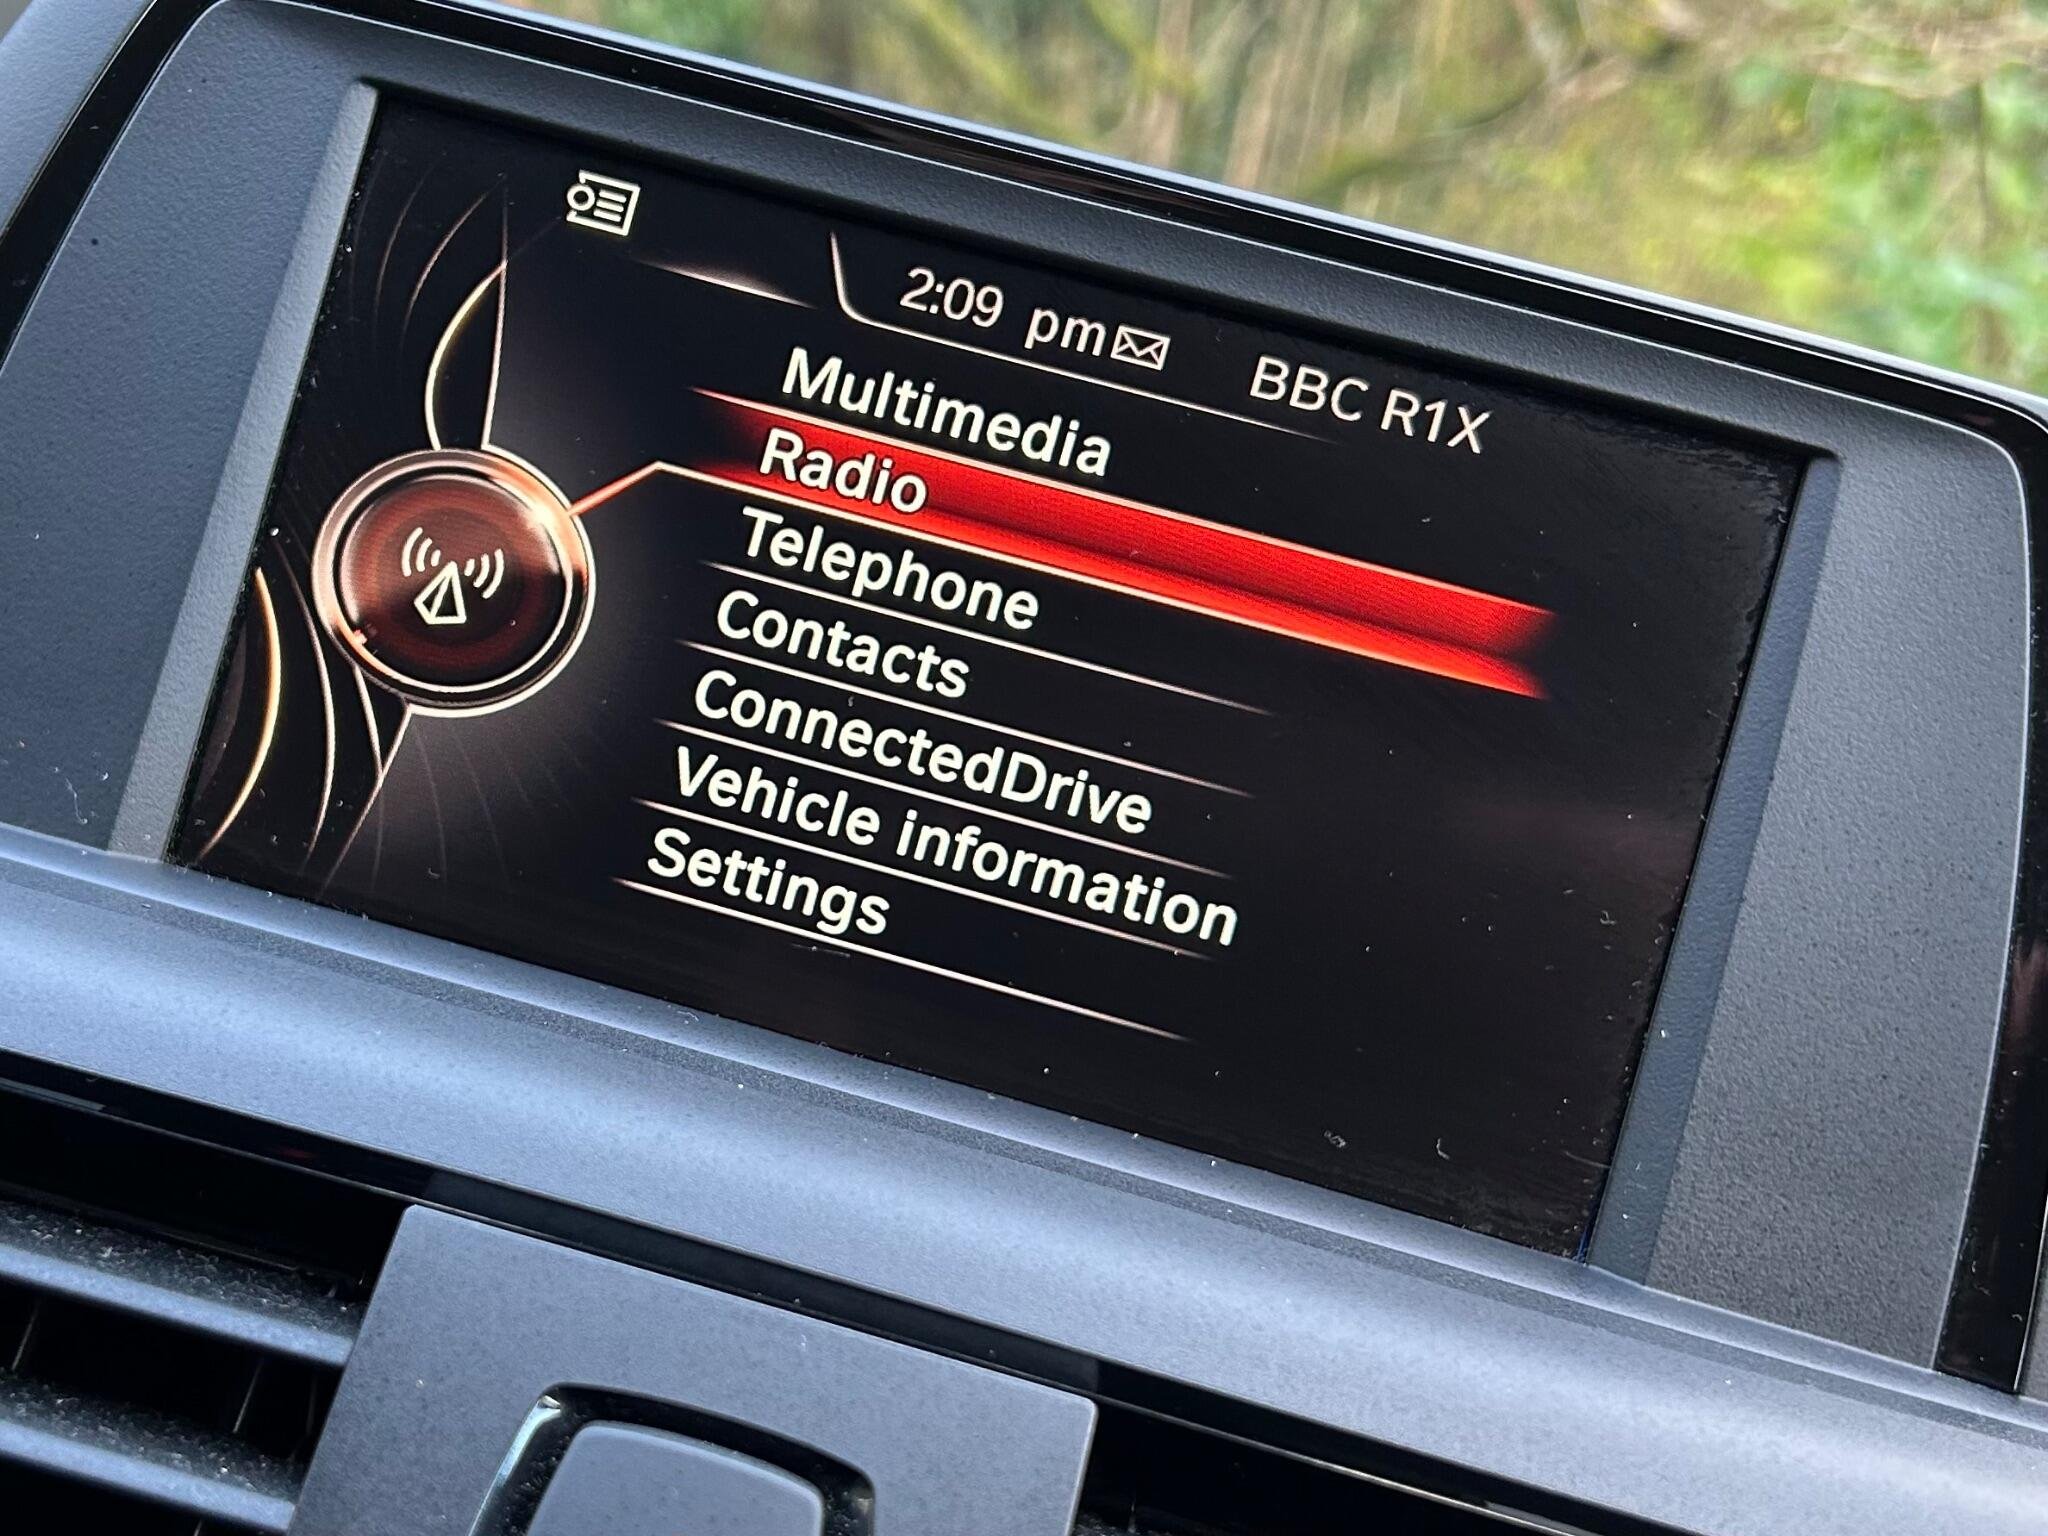 2:09 pm
BBC R1X
Multimedia
Radio
Telephone
Contacts
ConnectedDrive
Vehicle information
Settings